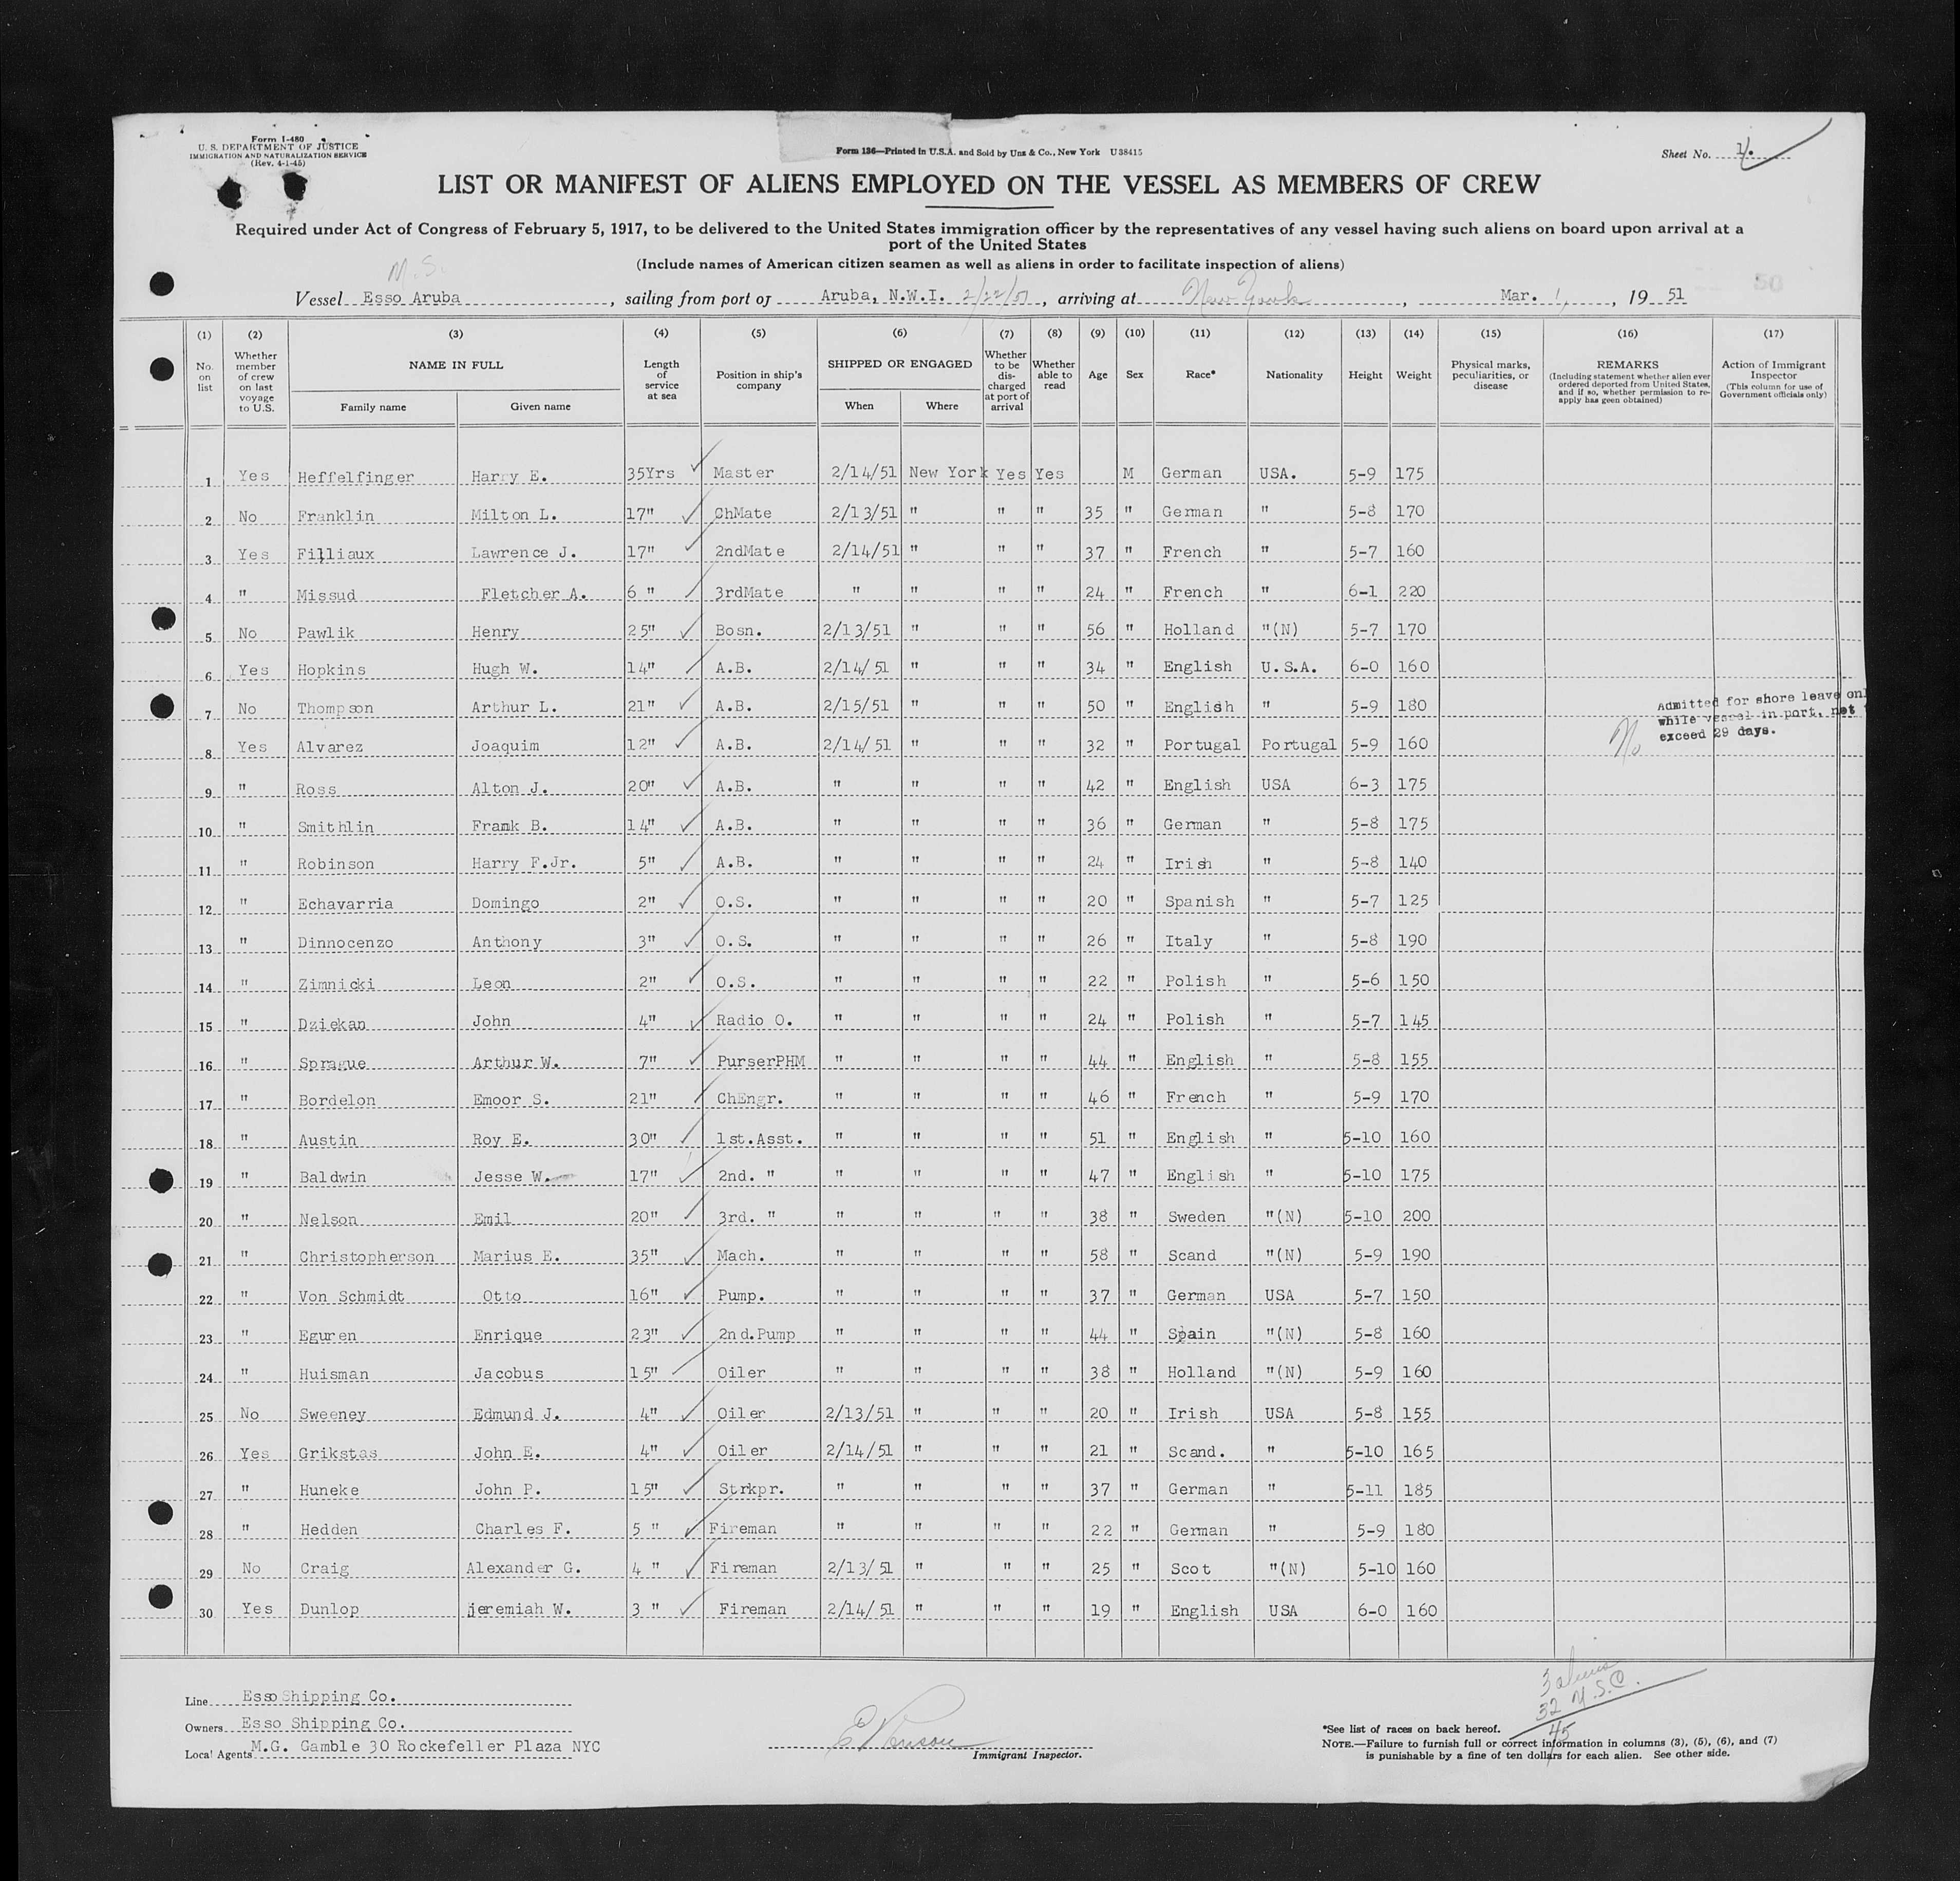 Form I-480
U. S. DEPARTMENT OF JUSTICE
IMMIGRATION AND NATURALIZATION SERVICE
(Rev. 4-1-45)
Form 136—Printed in U.S.A. and Sold by Unz & Co., New York U38415
Sheet No. 1.
LIST OR MANIFEST OF ALIENS EMPLOYED ON THE VESSEL AS MEMBERS OF CREW
Required under Act of Congress of February 5, 1917, to be delivered to the United States immigration officer by the representatives of any vessel having such aliens on board upon arrival at a
port of the United States
(Include names of American citizen seamen as well as aliens in order to facilitate inspection of aliens)
M.S.
50
Vessel Esso Aruba, sailing from port of Aruba, N.W.I. 2/22/51, arriving at New York, Mar. 1, 1951
(1) (2) (3) (4) (5) (6) (7) (8) (9) (10) (11) (12) (13) (14) (15) (16) (17)
No. on list
Whether member of crew on last voyage to U.S.
NAME IN FULL
Family name
Given name
Length of service at sea
Position in ship's company
SHIPPED OR ENGAGED
When
Where
Whether to be discharged at port of arrival
Whether able to read
Age
Sex
Race*
Nationality
Height
Weight
Physical marks, peculiarities, or disease
REMARKS
(Including statement whether alien ever ordered deported from United States, and if so, whether permission to re-apply has geen obtained)
Action of Immigrant Inspector
(This column for use of Government officials only)
1 Yes Heffelfinger Harry E. 35Yrs Master 2/14/51 New York Yes Yes M German USA. 5-9 175
2 No Franklin Milton L. 17" ChMate 2/13/51 " " " 35 " German " 5-8 170
3 Yes Filliaux Lawrence J. 17" 2ndMate 2/14/51 " " " 37 " French " 5-7 160
4 " Missud Fletcher A. 6 " 3rdMate " " " " 24 " French " 6-1 220
5 No Pawlik Henry 25" Bosn. 2/13/51 " " " 56 " Holland "(N) 5-7 170
6 Yes Hopkins Hugh W. 14" A.B. 2/14/51 " " " 34 " English U.S.A. 6-0 160
7 No Thompson Arthur L. 21" A.B. 2/15/51 " " " 50 " English " 5-9 180
Admitted for shore leave onl
while vessel in port, not t
exceed 29 days.
No
8 Yes Alvarez Joaquim 12" A.B. 2/14/51 " " " 32 " Portugal Portugal 5-9 160
9 " Ross Alton J. 20" A.B. " " " " 42 " English USA 6-3 175
10 " Smithlin Frank B. 14" A.B. " " " " 36 " German " 5-8 175
11 " Robinson Harry F.Jr. 5" A.B. " " " " 24 " Irish " 5-8 140
12 " Echavarria Domingo 2" O.S. " " " " 20 " Spanish " 5-7 125
13 " Dinnocenzo Anthony 3" O.S. " " " " 26 " Italy " 5-8 190
14 " Zimnicki Leon 2" O.S. " " " " 22 " Polish " 5-6 150
15 " Dziekan John 4" Radio O. " " " " 24 " Polish " 5-7 145
16 " Sprague Arthur W. 7" PurserPHM " " " " 44 " English " 5-8 155
17 " Bordelon Emoor S. 21" ChEngr. " " " " 46 " French " 5-9 170
18 " Austin Roy E. 30" 1st.Asst. " " " " 51 " English " 5-10 160
19 " Baldwin Jesse W. 17" 2nd. " " " " " 47 " English " 5-10 175
20 " Nelson Emil 20" 3rd. " " " " " 38 " Sweden "(N) 5-10 200
21 " Christopherson Marius E. 35" Mach. " " " " 58 " Scand "(N) 5-9 190
22 " Von Schmidt Otto 16" Pump. " " " " 37 " German USA 5-7 150
23 " Eguren Enrique 23" 2nd.Pump " " " " 44 " Spain "(N) 5-8 160
24 " Huisman Jacobus 15" Oiler " " " " 38 " Holland "(N) 5-9 160
25 No Sweeney Edmund J. 4" Oiler 2/13/51 " " " 20 " Irish USA 5-8 155
26 Yes Grikstas John E. 4" Oiler 2/14/51 " " " 21 " Scand. " 5-10 165
27 " Huneke John P. 15" Strkpr. " " " " 37 " German " 5-11 185
28 " Hedden Charles F. 5 " Fireman " " " " 22 " German " 5-9 180
29 No Craig Alexander G. 4 " Fireman 2/13/51 " " " 25 " Scot "(N) 5-10 160
30 Yes Dunlop jeremiah W. 3 " Fireman 2/14/51 " " " 19 " English USA 6-0 160
3 aliens
32 U.S.C.
45
Line Esso Shipping Co.
Owners Esso Shipping Co.
Local Agents M.G. Gamble 30 Rockefeller Plaza NYC
Immigrant Inspector.
*See list of races on back hereof.
NOTE.—Failure to furnish full or correct information in columns (3), (5), (6), and (7)
is punishable by a fine of ten dollars for each alien. See other side.